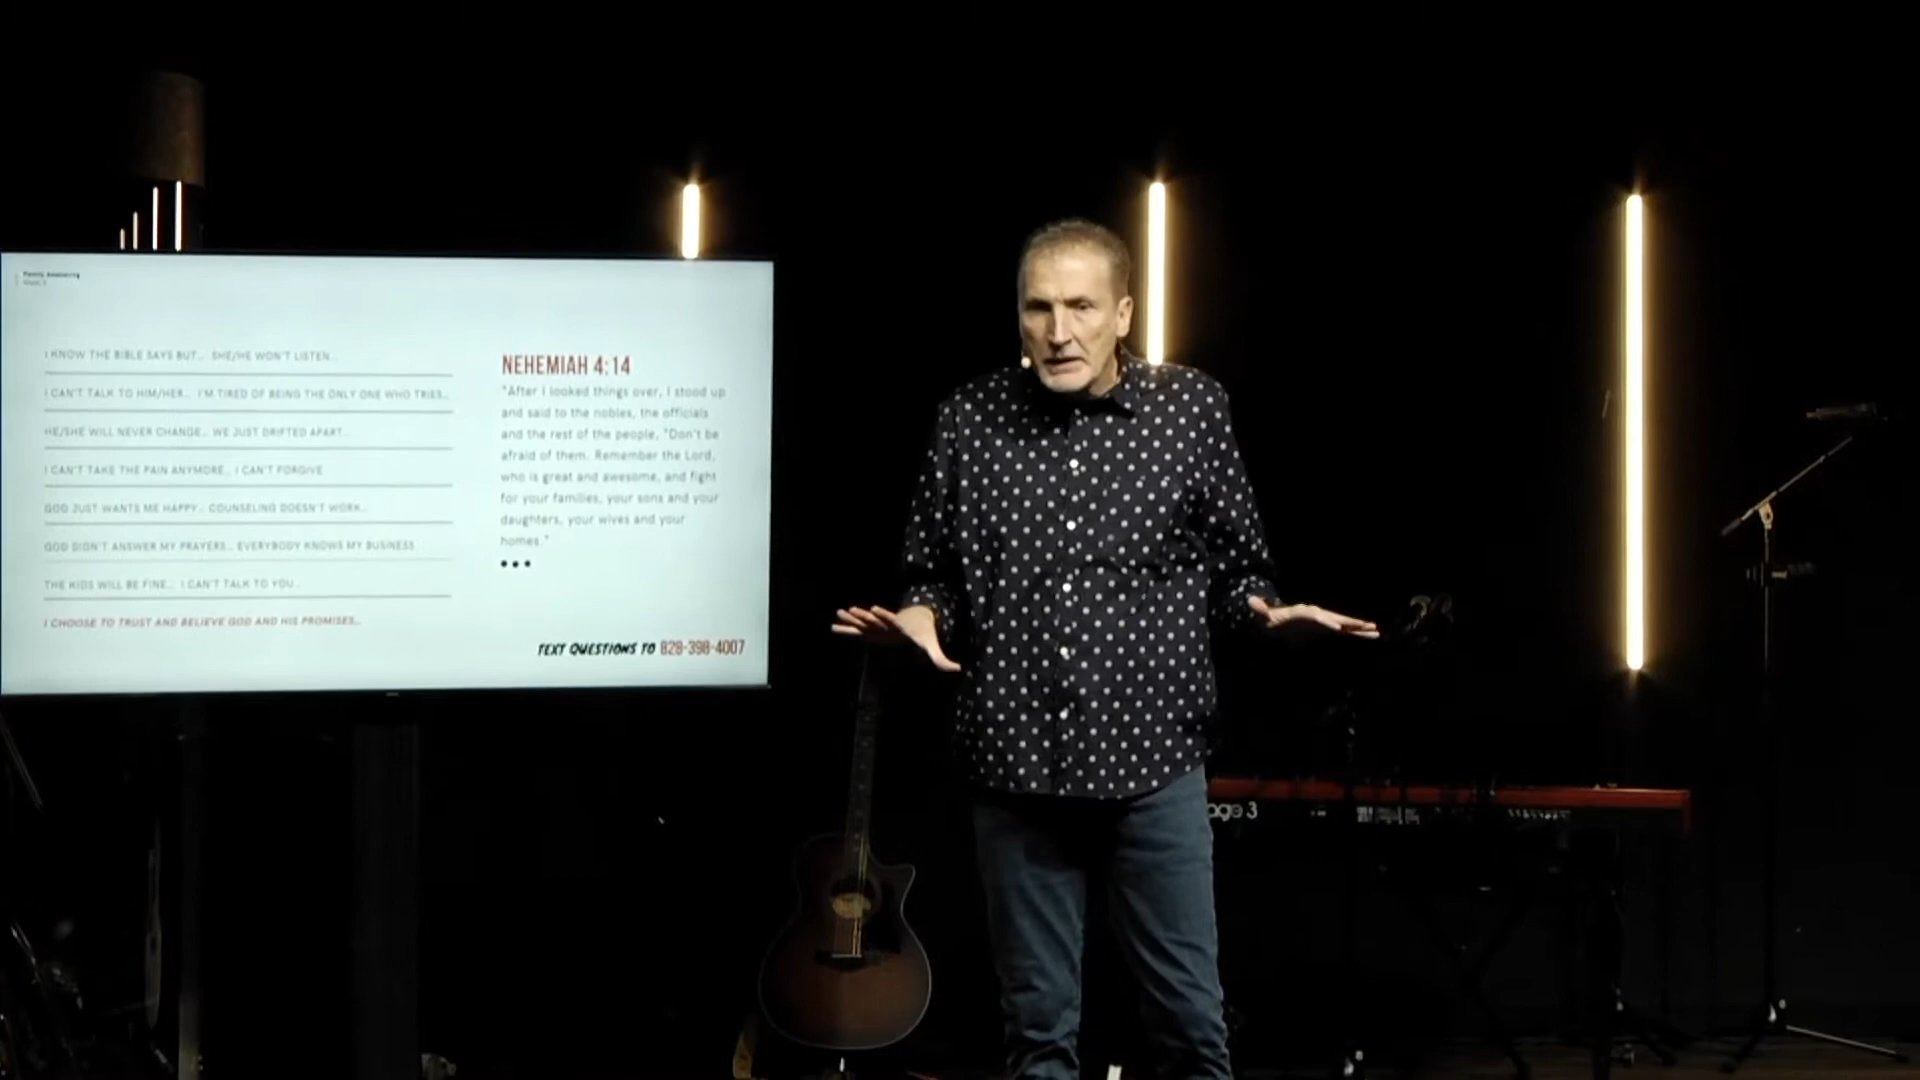 I KNOW THE BIBLE SAYS BUT... SHE/HE WON'T LISTEN...
I CAN'T TALK TO HIM/HER... I'M TIRED OF BEING THE ONLY ONE WHO TRIES...
HE/SHE WILL NEVER CHANGE... WE JUST DRIFTED APART...
I CAN'T TAKE THE PAIN ANYMORE... I CAN'T FORGIVE
GOD JUST WANTS ME HAPPY... COUNSELING DOESN'T WORK...
GOD DIDN'T ANSWER MY PRAYERS... EVERYBODY KNOWS MY BUSINESS
THE KIDS WILL BE FINE... I CAN'T TALK TO YOU...
I CHOOSE TO TRUST AND BELIEVE GOD AND HIS PROMISES...
NEHEMIAH 4:14
"After I looked things over, I stood up
and said to the nobles, the officials
and the rest of the people, "Don't be
afraid of them. Remember the Lord,
who is great and awesome, and fight
for your families, your sons and your
daughters, your wives and your
homes."
TEXT QUESTIONS TO 828-398-4007
age 3